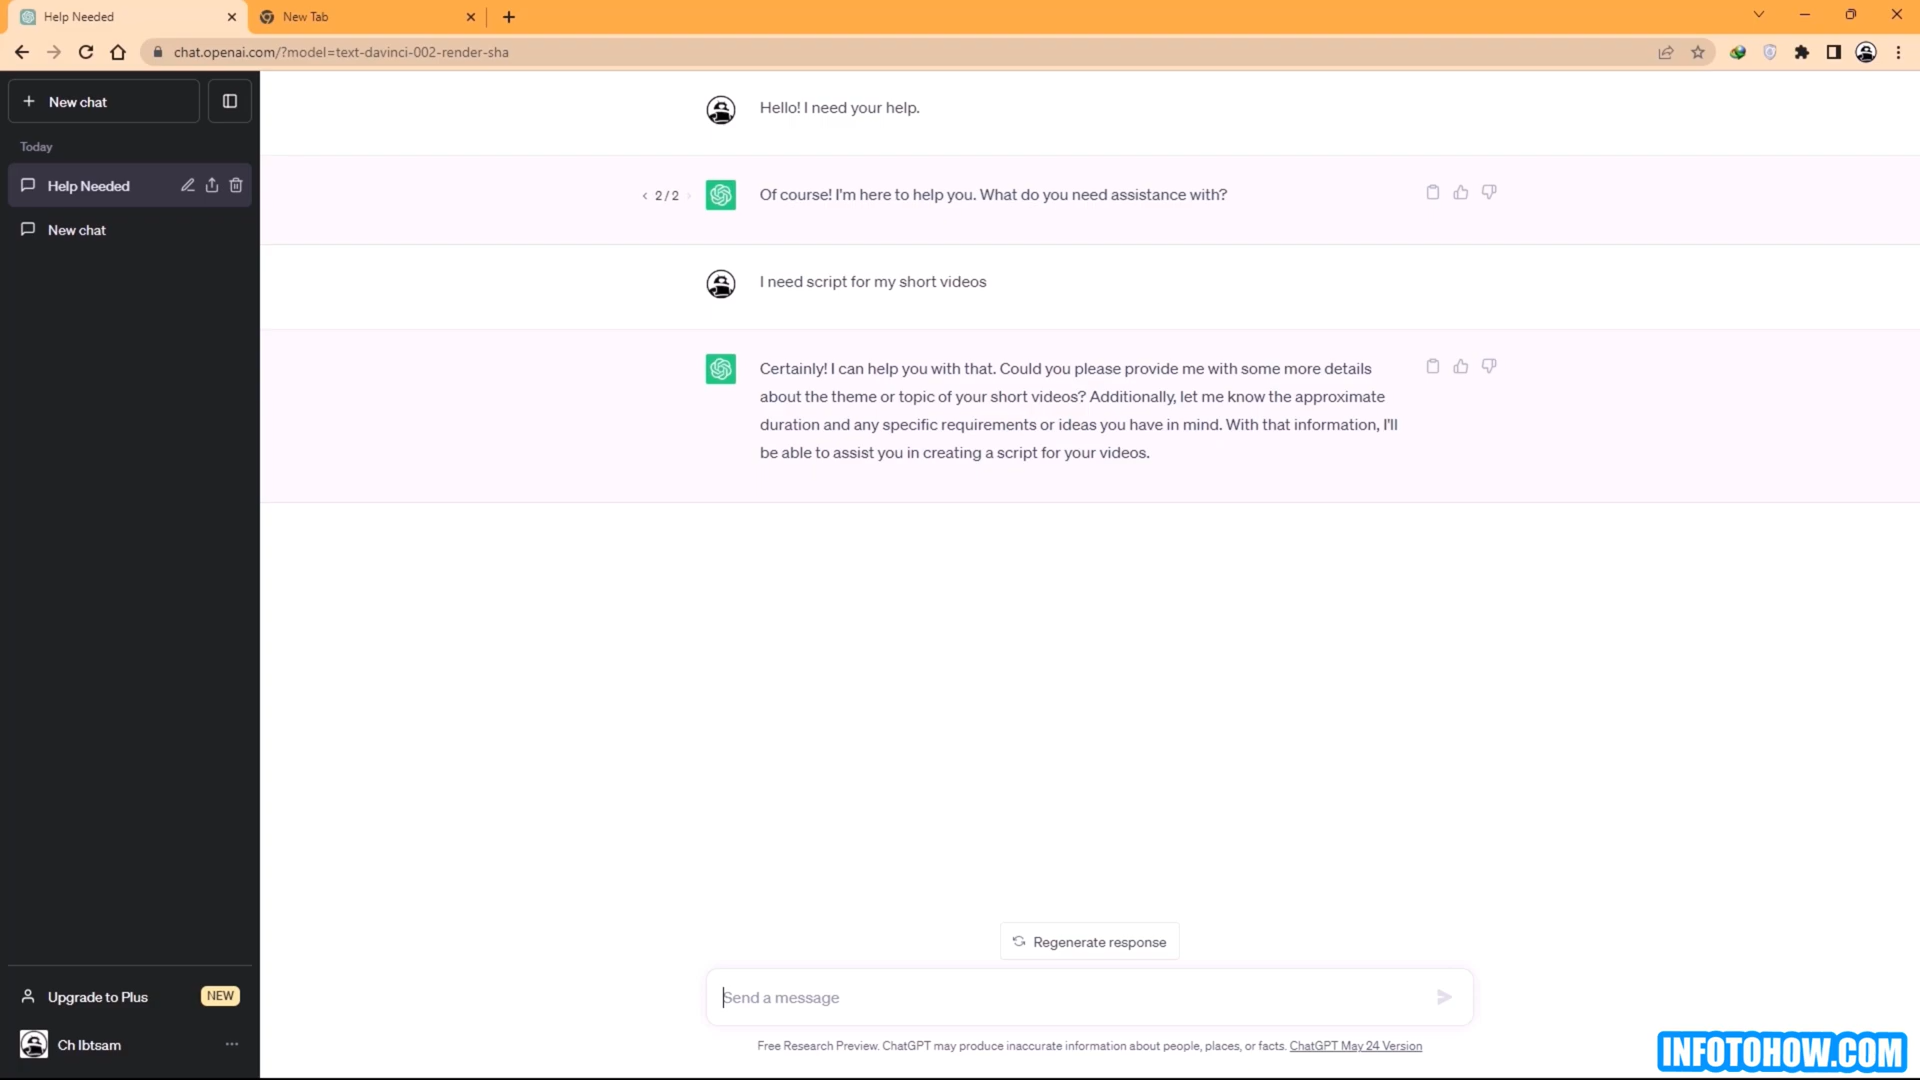 Help Needed
New Tab
chat.openai.com/?model=text-davinci-002-render-sha
New chat
Today
Help Needed
New chat
Hello! I need your help.
< 2 / 2 >
Of course! I'm here to help you. What do you need assistance with?
I need script for my short videos
Certainly! I can help you with that. Could you please provide me with some more details
about the theme or topic of your short videos? Additionally, let me know the approximate
duration and any specific requirements or ideas you have in mind. With that information, I'll
be able to assist you in creating a script for your videos.
Regenerate response
Send a message
Free Research Preview. ChatGPT may produce inaccurate information about people, places, or facts. ChatGPT May 24 Version
Upgrade to Plus NEW
Ch Ibtsam
INFOTOHOW.COM